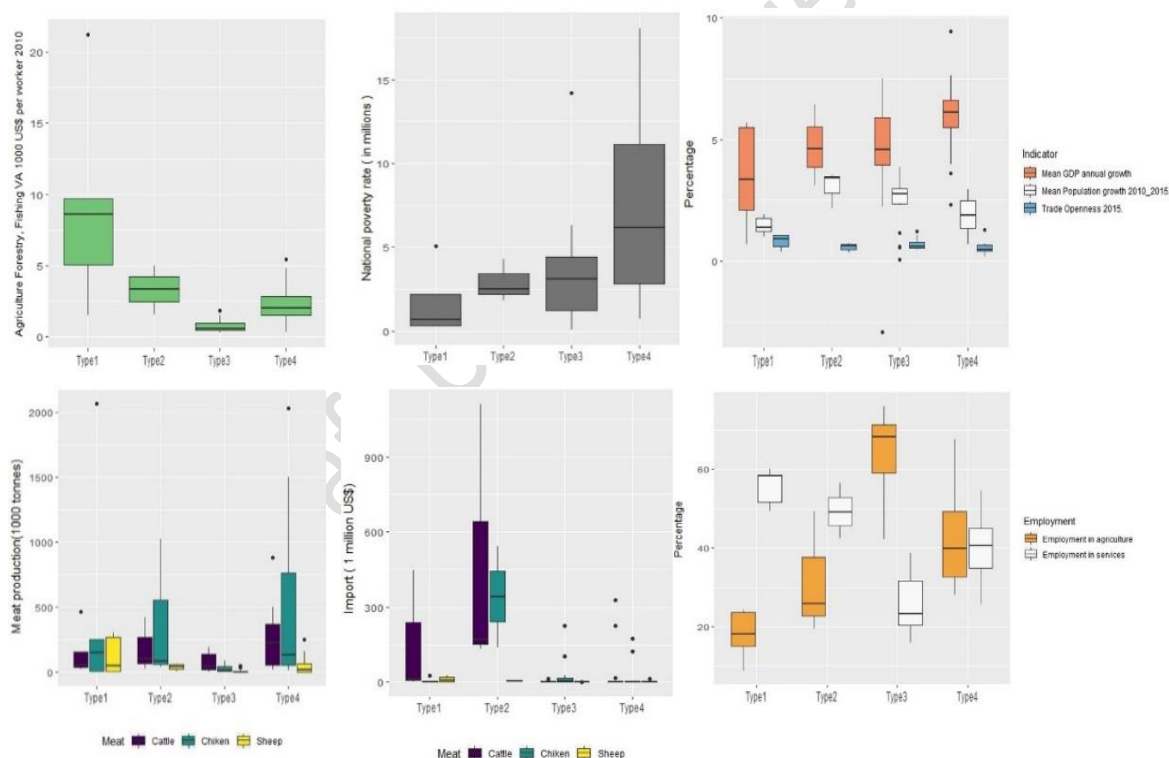 Agriculture Forestry, Fishing VA 1000 US$ per worker 2010
20
15
10
5
0
Type1 Type2 Type3 Type4
National poverty rate ( in millions )
15
10
5
0
Type1 Type2 Type3 Type4
Percentage
10
5
0
Type1 Type2 Type3 Type4
Indicator
Mean GDP annual growth
Mean Population growth 2010_2015.
Trade Openness 2015.
Meat production(1000 tonnes)
2000
1500
1000
500
0
Type1 Type2 Type3 Type4
Meat Cattle Chiken Sheep
Import ( 1 million US$)
900
600
300
0
Type1 Type2 Type3 Type4
Meat Cattle Chiken Sheep
Percentage
60
40
20
Type1 Type2 Type3 Type4
Employment
Employment in agriculture
Employment in services